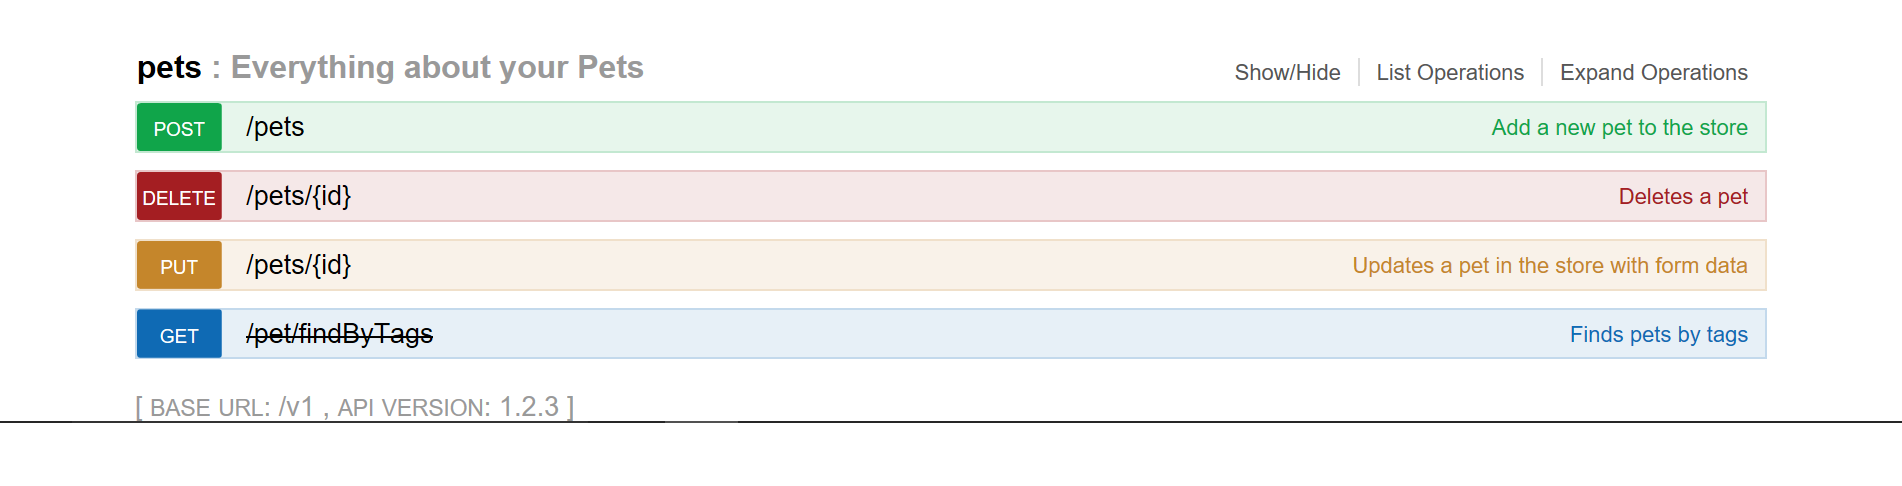 pets : Everything about your Pets Show/Hide List Operations Expand Operations
POST /pets Add a new pet to the store
DELETE /pets/{id} Deletes a pet
PUT /pets/{id} Updates a pet in the store with form data
GET /pet/findByTags Finds pets by tags
[ BASE URL: /v1 , API VERSION: 1.2.3 ]